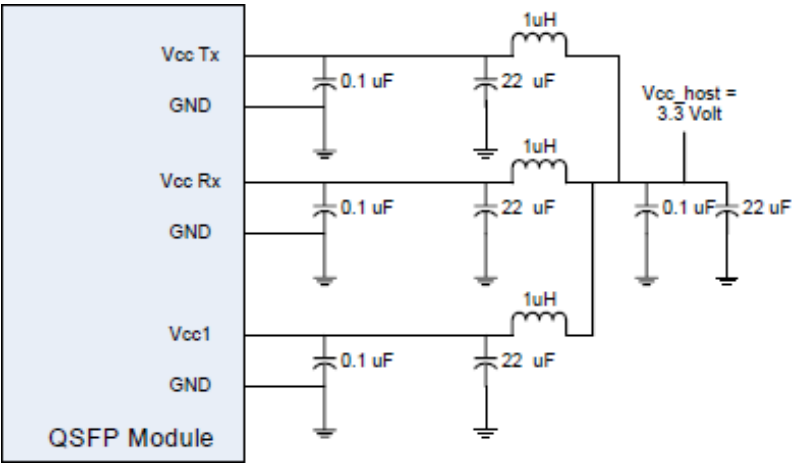 1uH
Vcc Tx
0.1 uF
22 uF
GND
Vcc_host =
3.3 Volt
1uH
Vcc Rx
0.1 uF
22 uF
0.1 uF
22 uF
GND
1uH
Vcc1
0.1 uF
22 uF
GND
QSFP Module